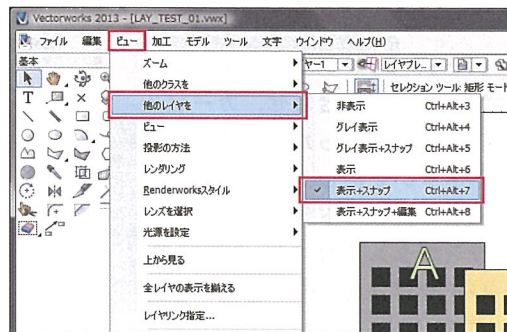 Vectorworks 2013 - [LAY_TEST_01.vwx]
ファイル 編集 ビュー 加工 モデル ツール 文字 ウインドウ ヘルプ(H)
基本
ヤー1 レイヤプレ...
セレクション ツール: 矩形 モード
ズーム
他のクラスを
他のレイヤを
ビュー
投影の方法
レンダリング
Renderworksスタイル
レンズを選択
光源を設定
上から見る
全レイヤの表示を揃える
レイヤリンク指定...
非表示 Ctrl+Alt+3
グレイ表示 Ctrl+Alt+4
グレイ表示+スナップ Ctrl+Alt+5
表示 Ctrl+Alt+6
表示+スナップ Ctrl+Alt+7
表示+スナップ+編集 Ctrl+Alt+8
A